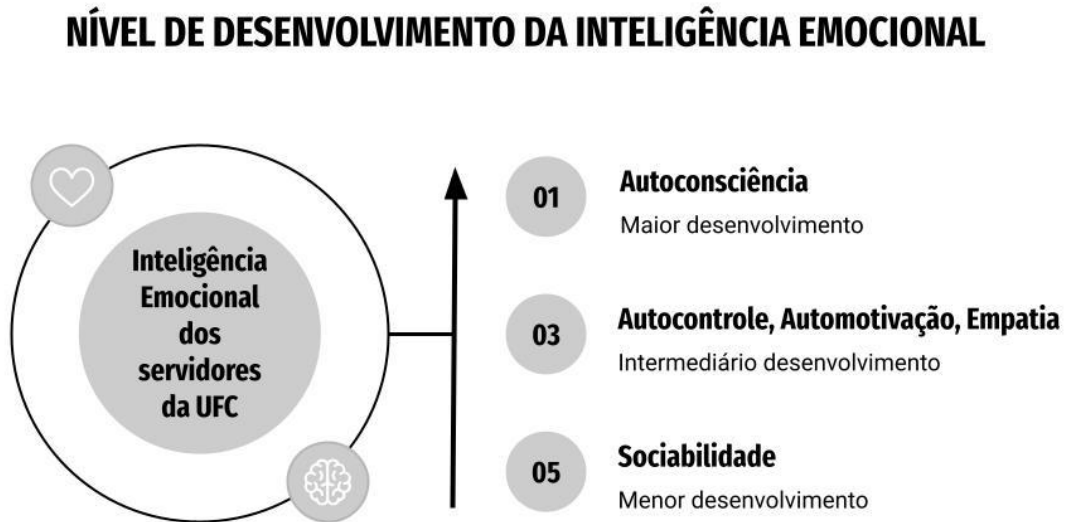 NÍVEL DE DESENVOLVIMENTO DA INTELIGÊNCIA EMOCIONAL
Inteligência
Emocional
dos
servidores
da UFC
01
Autoconsciência
Maior desenvolvimento
03
Autocontrole, Automotivação, Empatia
Intermediário desenvolvimento
05
Sociabilidade
Menor desenvolvimento